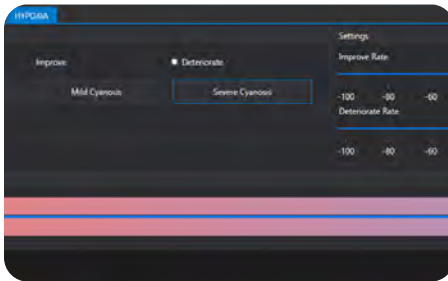 HYPOXIA
Settings
Improve
Deteriorate
Improve Rate
Mild Cyanosis
Severe Cyanosis
-100 -80 -60
Deteriorate Rate
-100 -80 -60